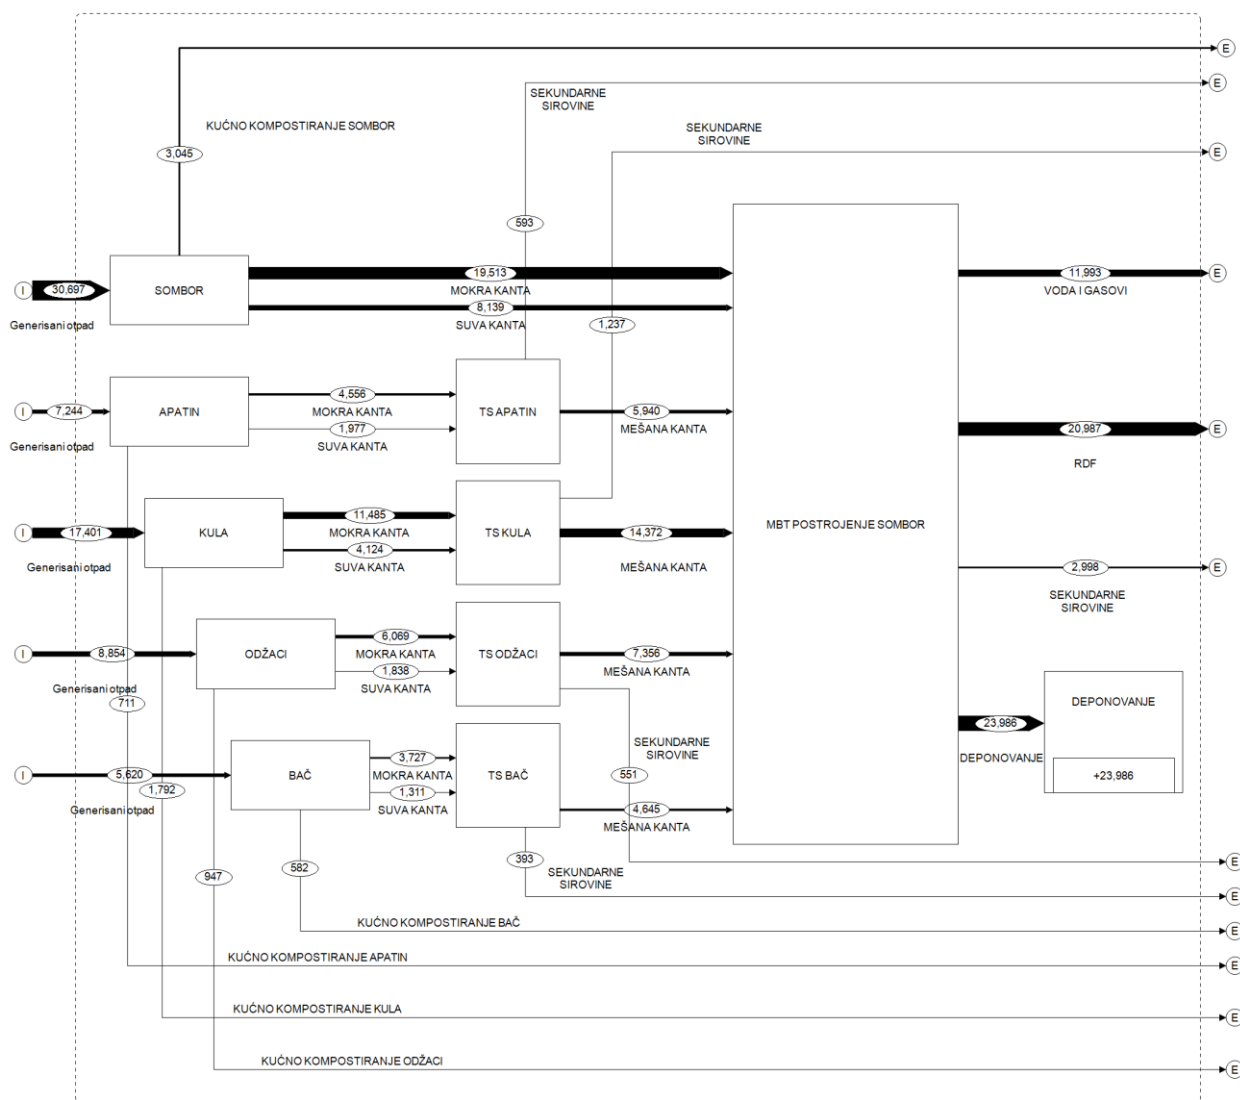 E
SEKUNDARNE
SIROVINE
E
KUĆNO KOMPOSTIRANJE SOMBOR
SEKUNDARNE
SIROVINE
E
3,045
593
I
30,697
Generisani otpad
SOMBOR
19,513
MOKRA KANTA
8,139
SUVA KANTA
1,237
11,993
VODA I GASOVI
E
I
7,244
Generisani otpad
APATIN
4,556
MOKRA KANTA
1,977
SUVA KANTA
TS APATIN
5,940
MEŠANA KANTA
20,987
RDF
E
I
17,401
Generisani otpad
KULA
11,485
MOKRA KANTA
4,124
SUVA KANTA
TS KULA
14,372
MEŠANA KANTA
MBT POSTROJENJE SOMBOR
2,998
SEKUNDARNE
SIROVINE
E
I
8,854
Generisani otpad
711
ODŽACI
6,069
MOKRA KANTA
1,838
SUVA KANTA
TS ODŽACI
7,356
MEŠANA KANTA
23,986
DEPONOVANJE
DEPONOVANJE
+23,986
I
5,620
1,792
Generisani otpad
BAČ
3,727
MOKRA KANTA
1,311
SUVA KANTA
TS BAČ
SEKUNDARNE
SIROVINE
551
4,645
MEŠANA KANTA
947
582
393
SEKUNDARNE
SIROVINE
E
E
KUĆNO KOMPOSTIRANJE BAČ
E
KUĆNO KOMPOSTIRANJE APATIN
E
KUĆNO KOMPOSTIRANJE KULA
E
KUĆNO KOMPOSTIRANJE ODŽACI
E